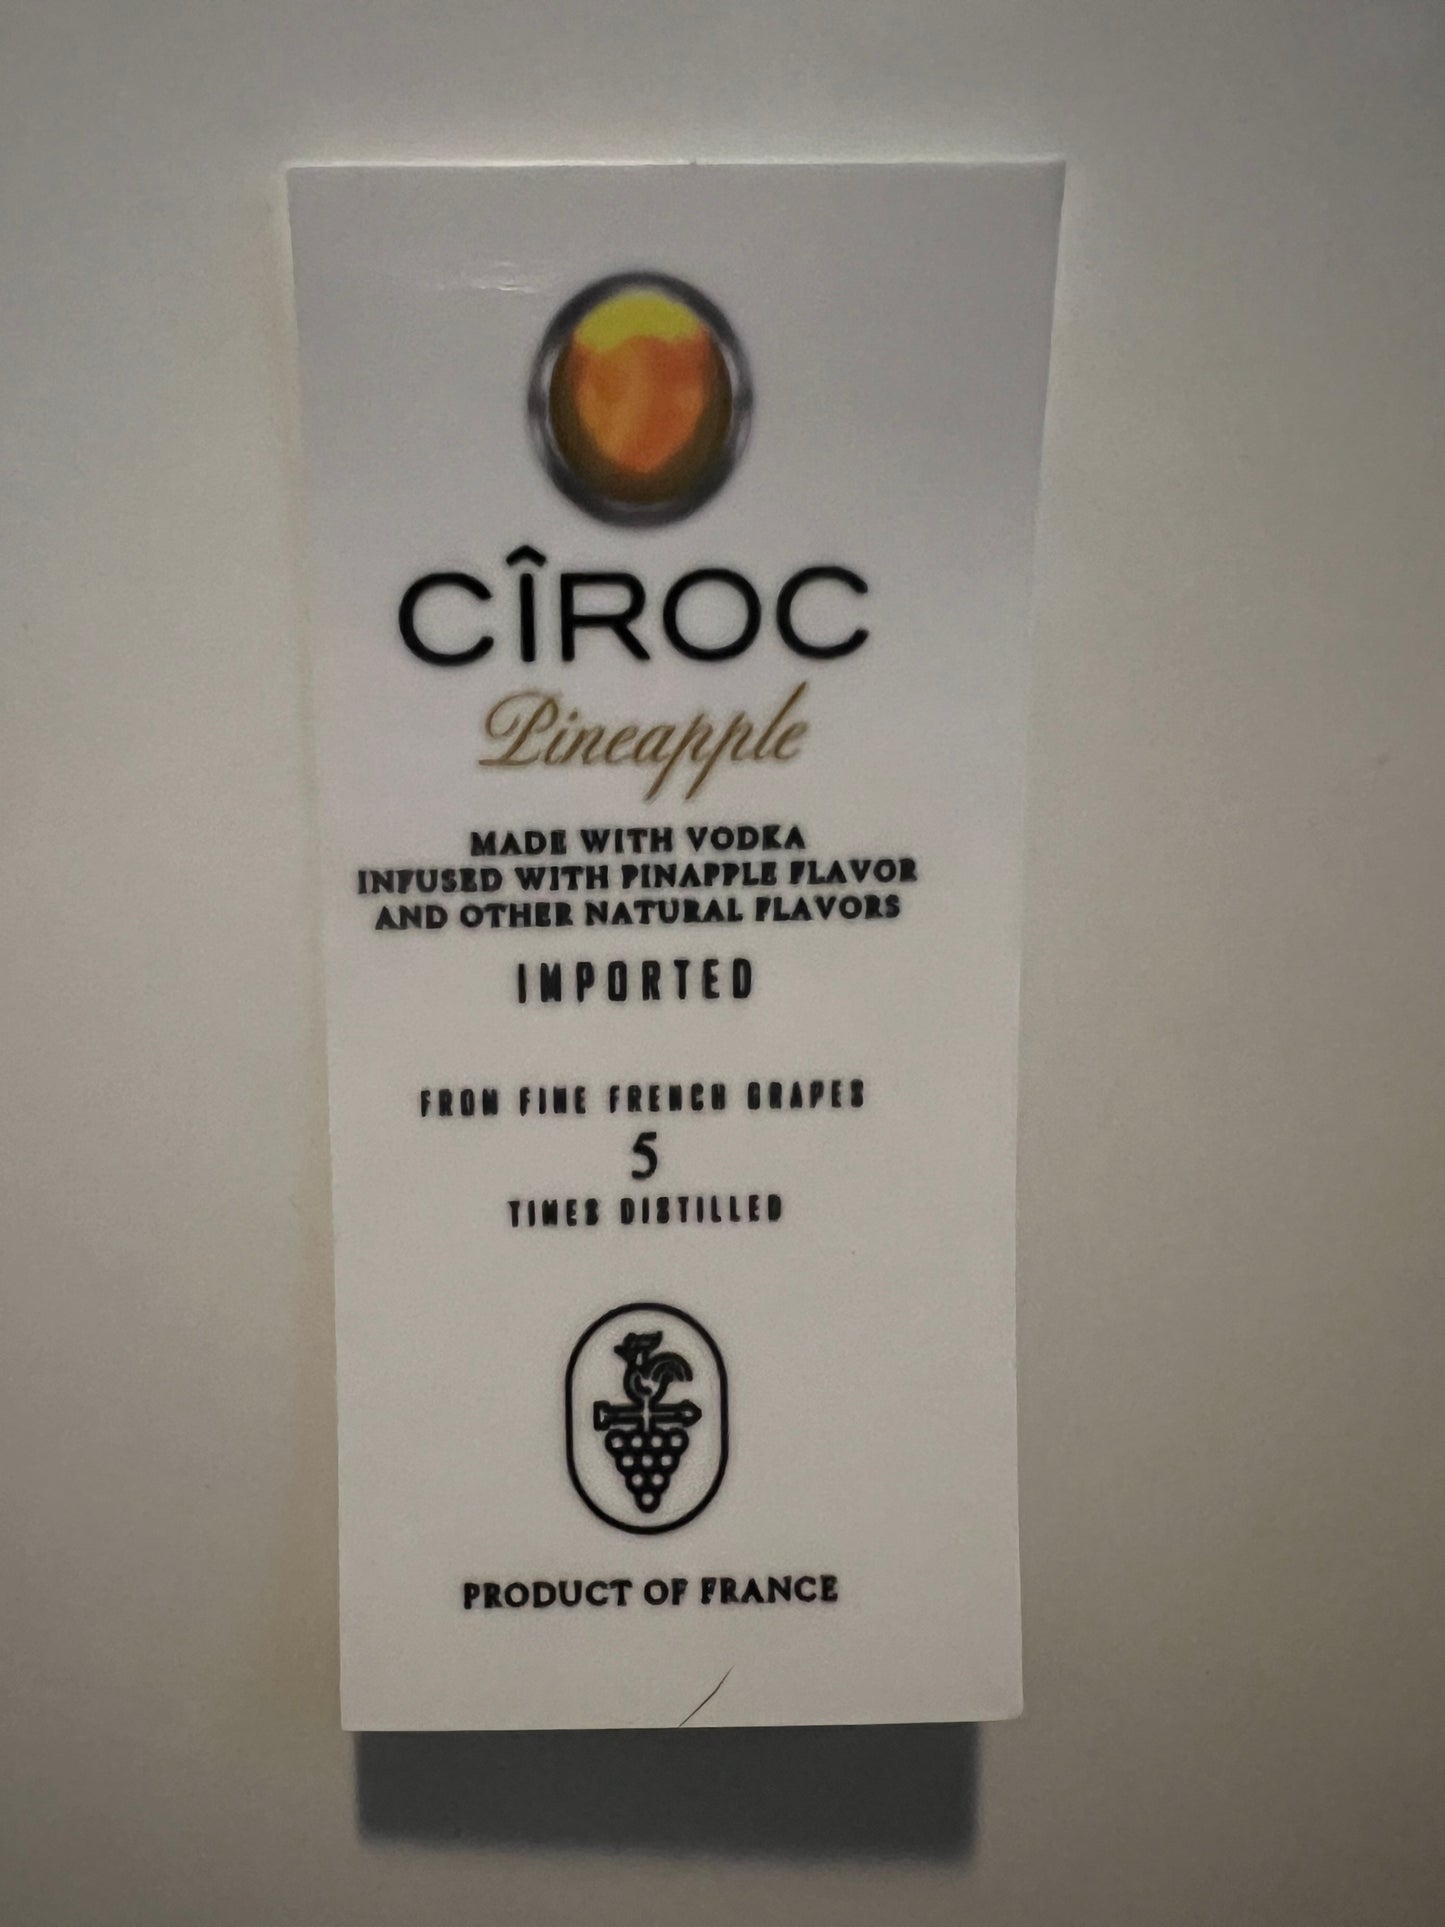 CÎROC
Pineapple
MADE WITH VODKA
INFUSED WITH PINAPPLE FLAVOR
AND OTHER NATURAL FLAVORS
IMPORTED
FROM FINE FRENCH GRAPES
5
TIMES DISTILLED
PRODUCT OF FRANCE